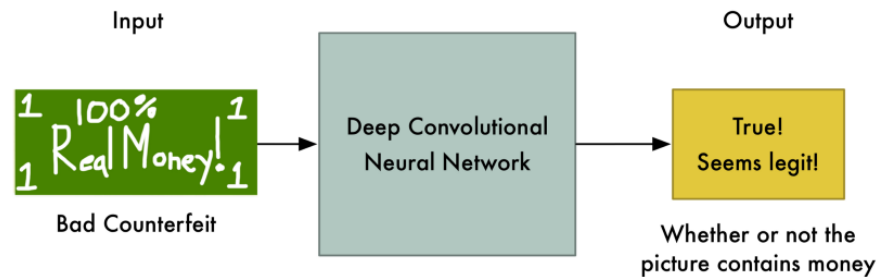 Input
1 100% 1
Real Money!
1 1
Bad Counterfeit
Deep Convolutional
Neural Network
Output
True!
Seems legit!
Whether or not the
picture contains money